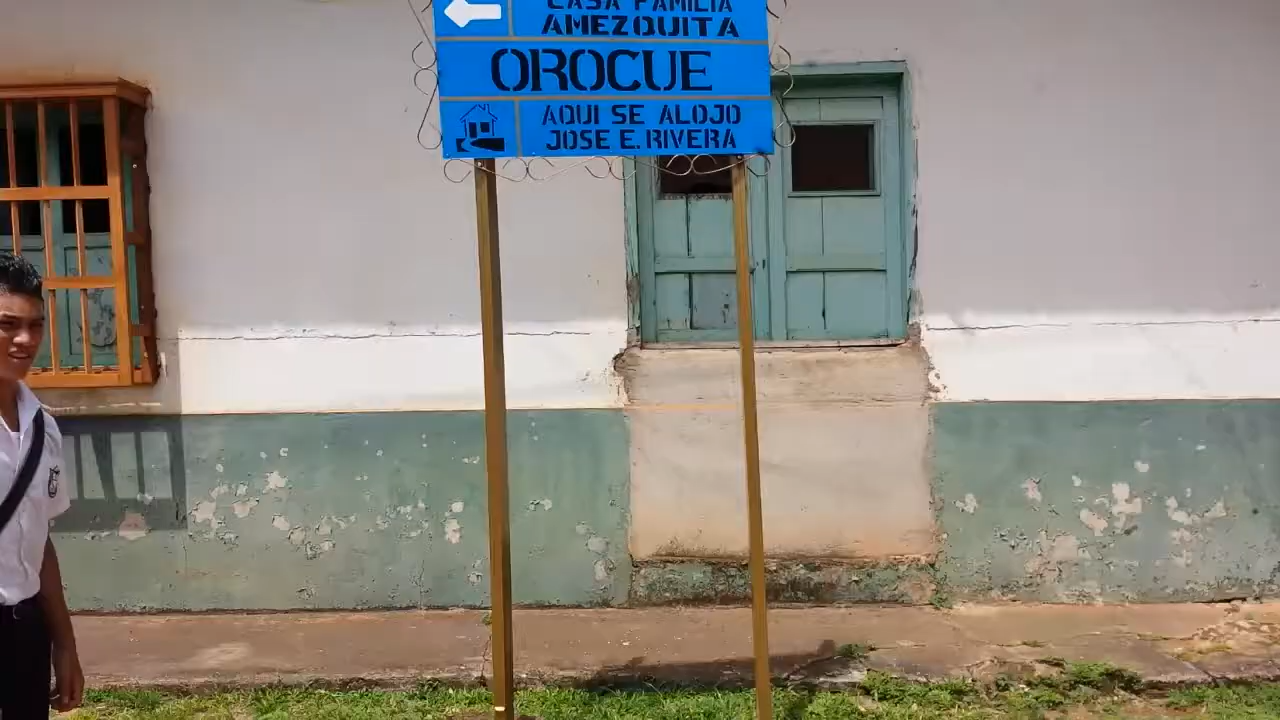 CASA FAMILIA
AMEZQUITA
OROCUE
AQUI SE ALOJO
JOSE E. RIVERA